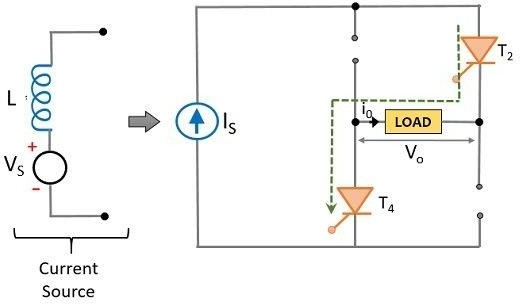 L
+
V_S
-
Current
Source
I_S
T_2
i_0
LOAD
V_o
T_4